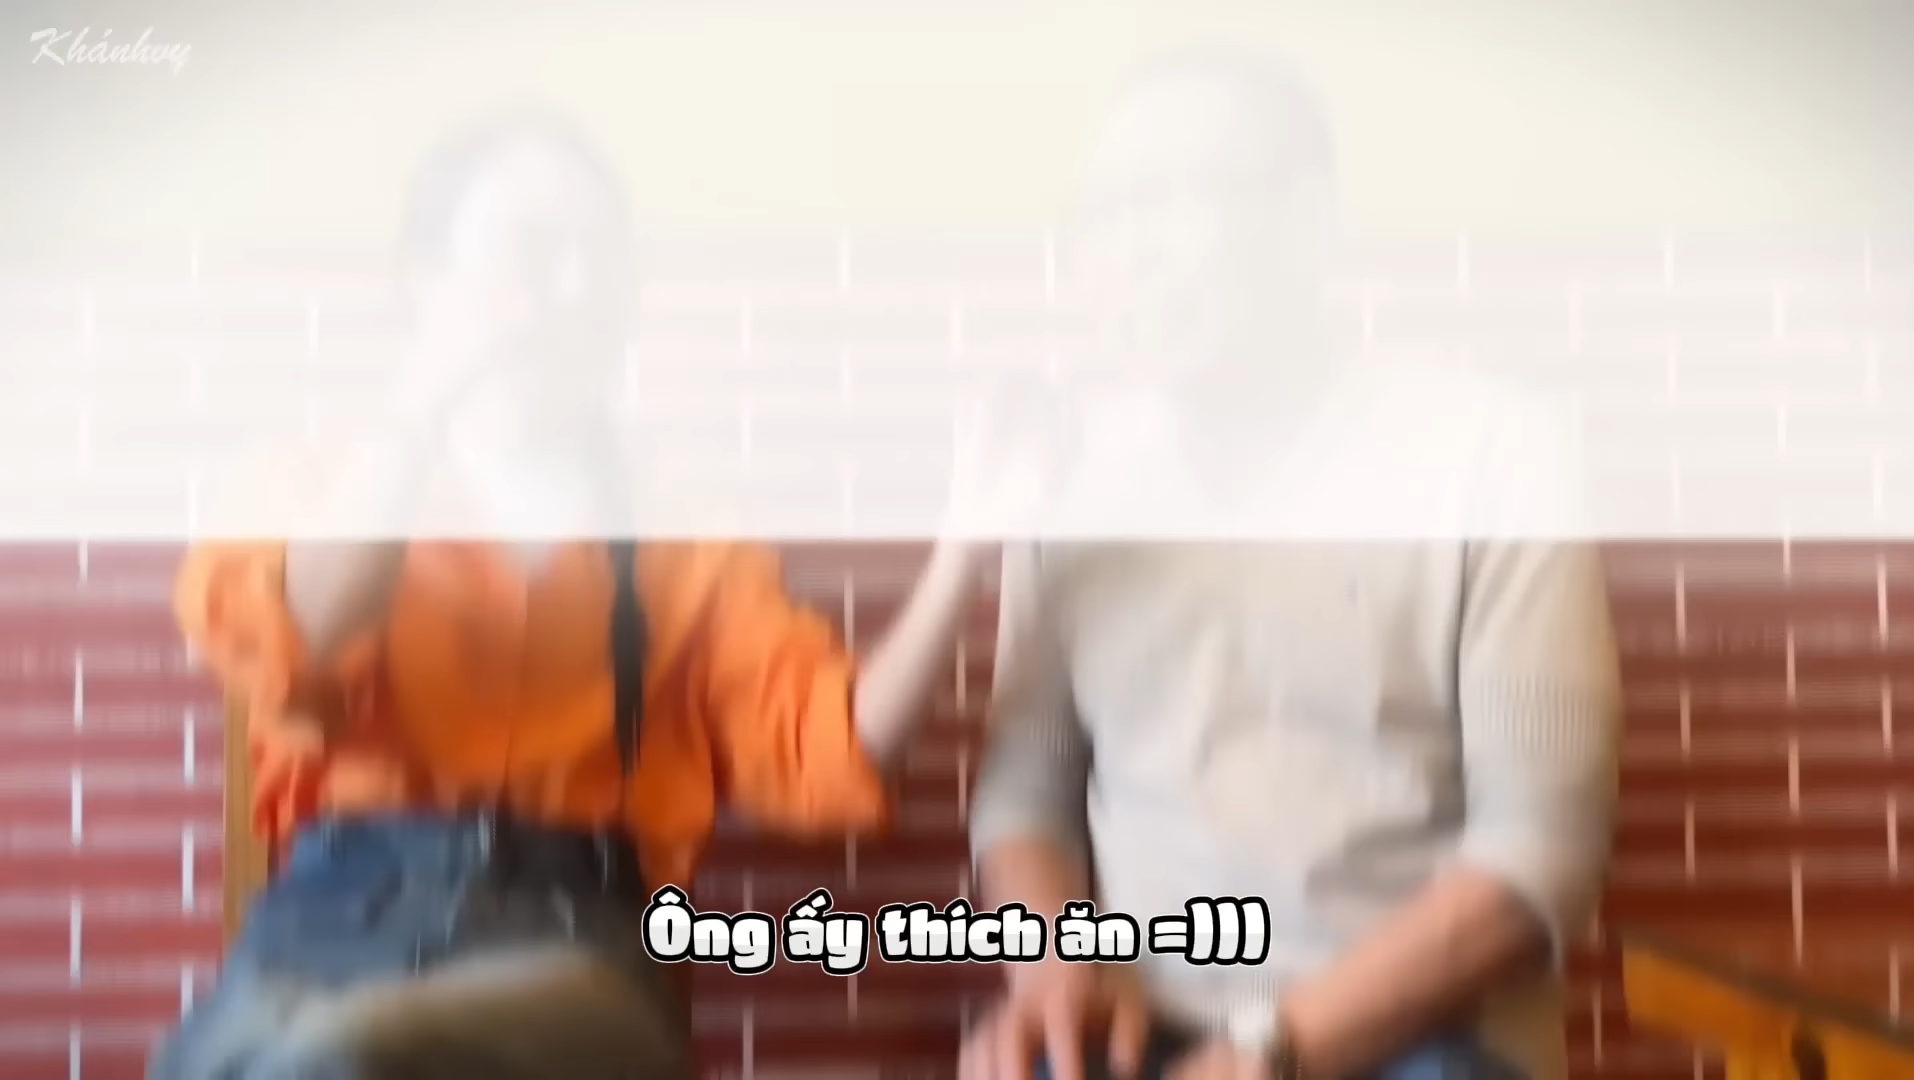 Khánhvy
Ông ấy thích ăn =)))